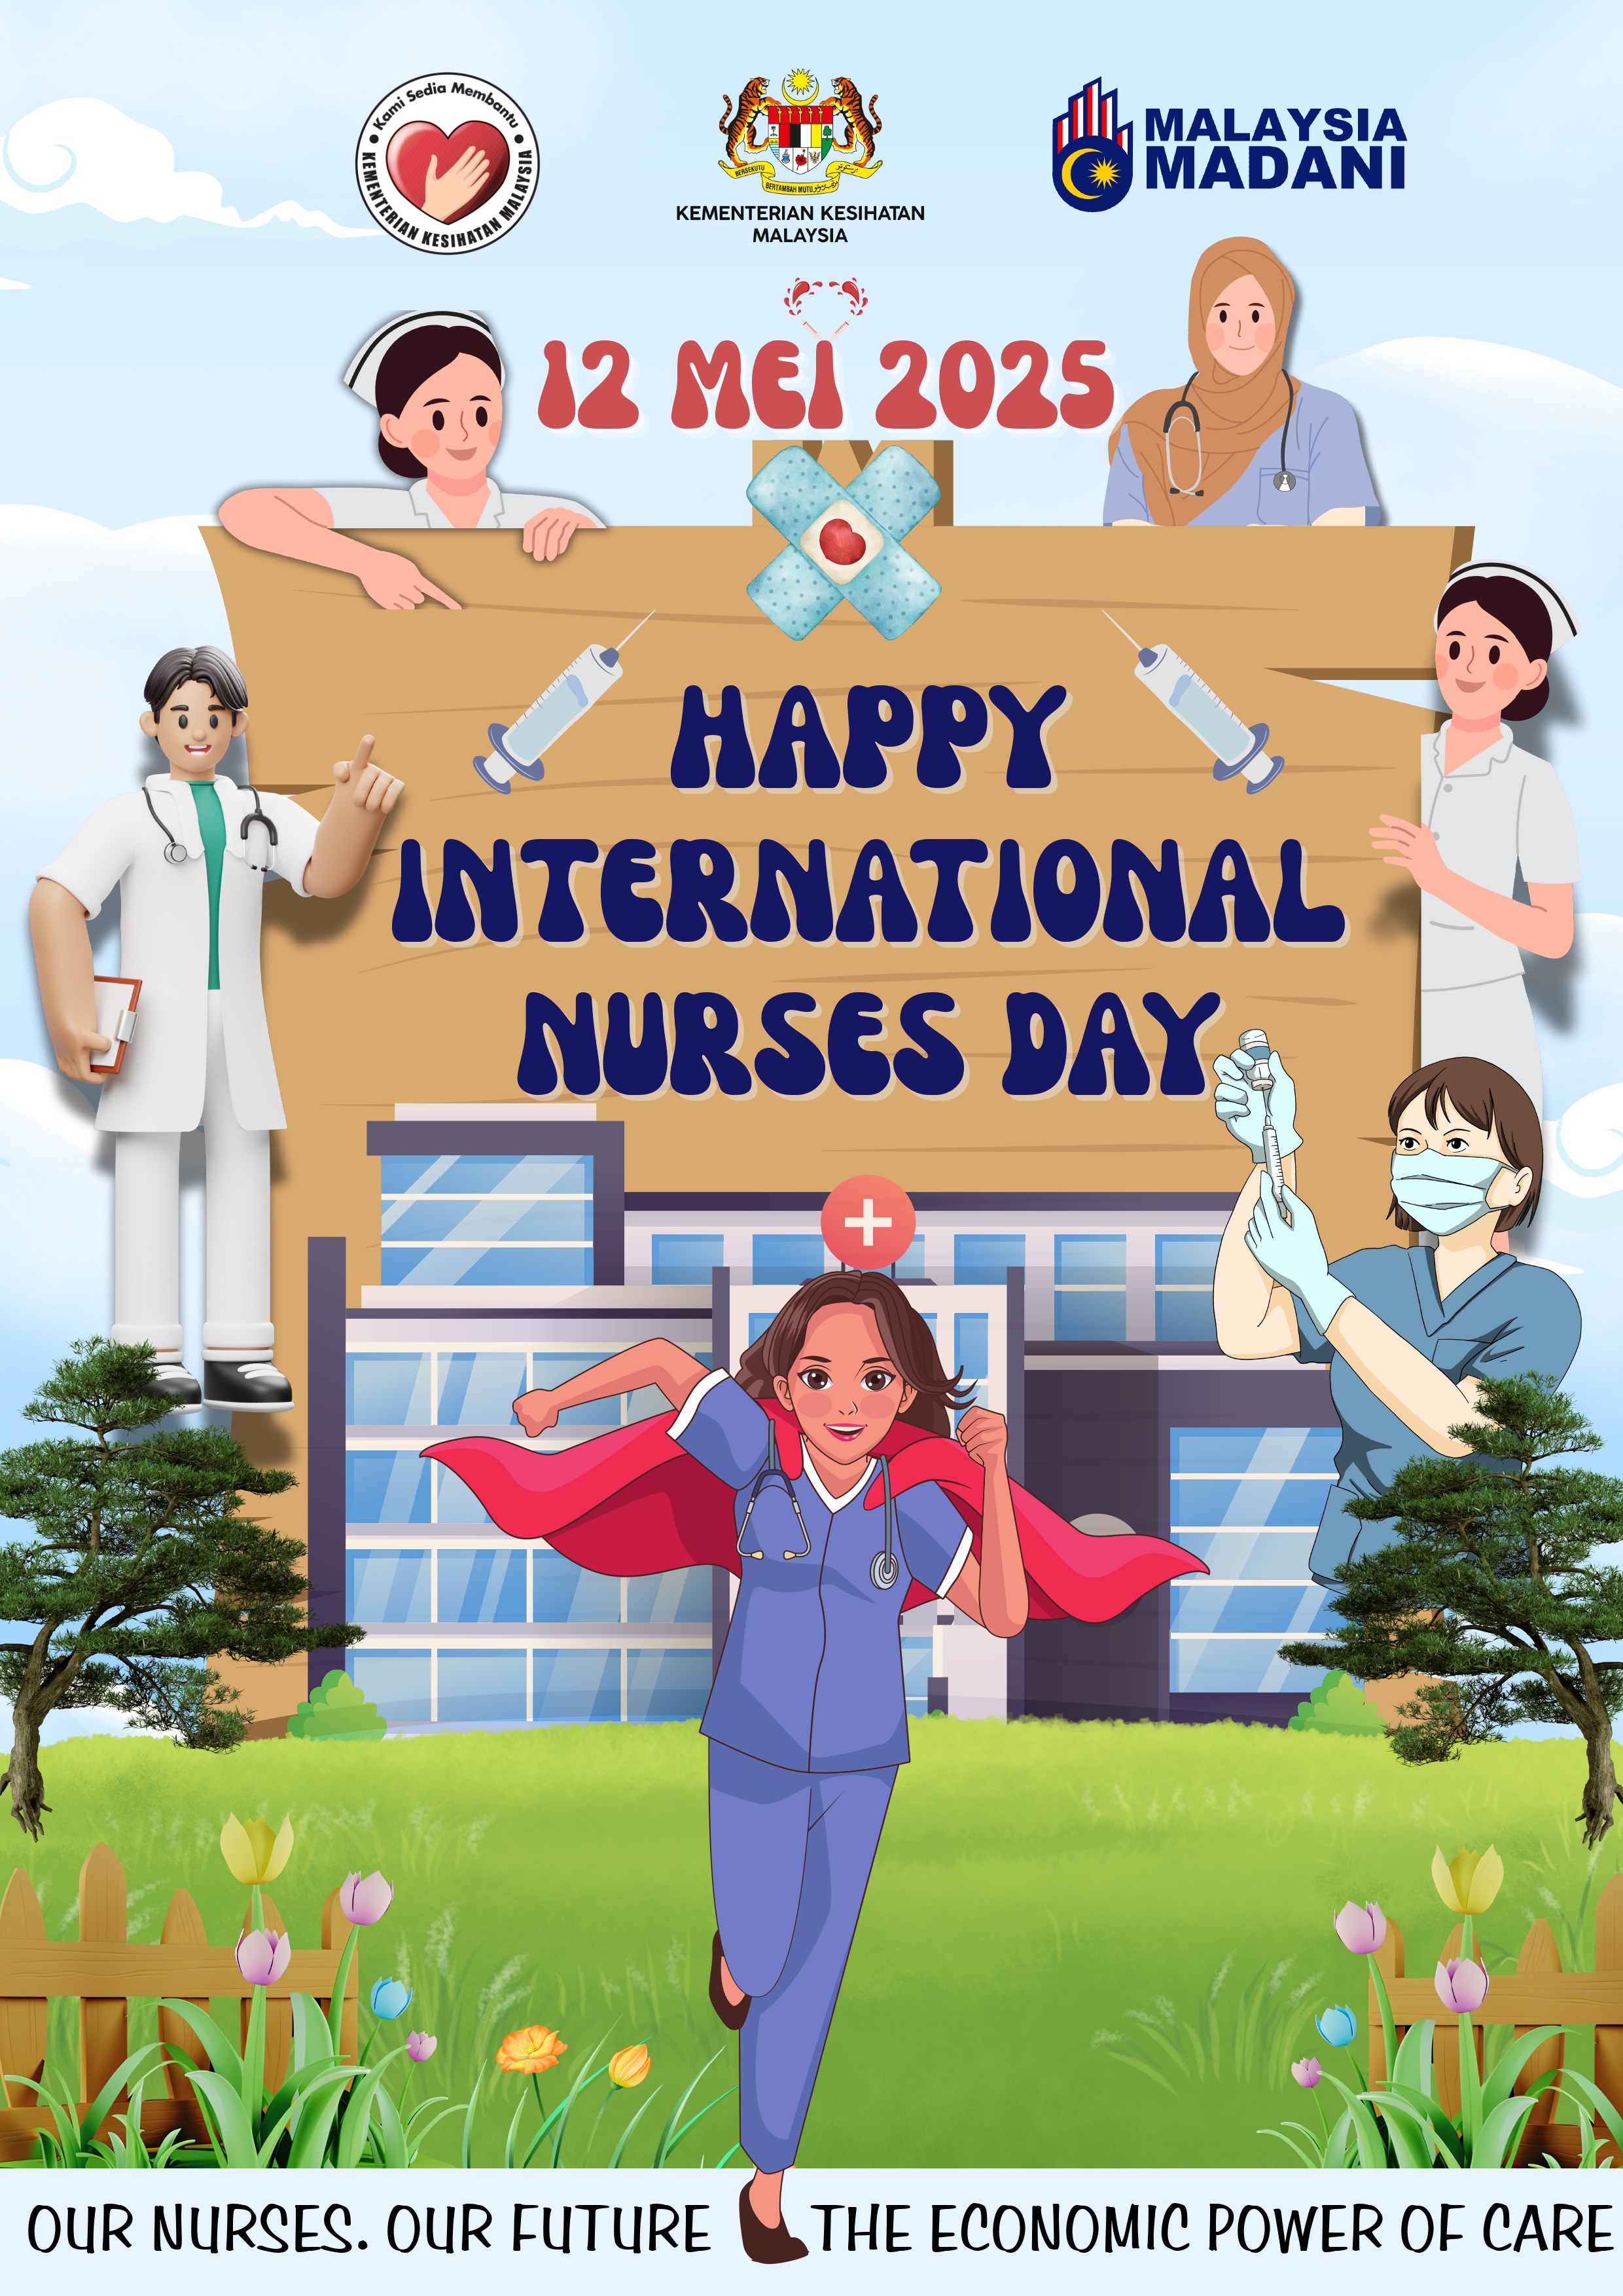 Kami Sedia Membantu
KEMENTERIAN KESIHATAN MALAYSIA
BERSEKUTU
BERTAMBAH MUTU
KEMENTERIAN KESIHATAN
MALAYSIA
MALAYSIA
MADANI
12 MEI 2025
HAPPY
INTERNATIONAL
NURSES DAY
OUR NURSES. OUR FUTURE THE ECONOMIC POWER OF CARE